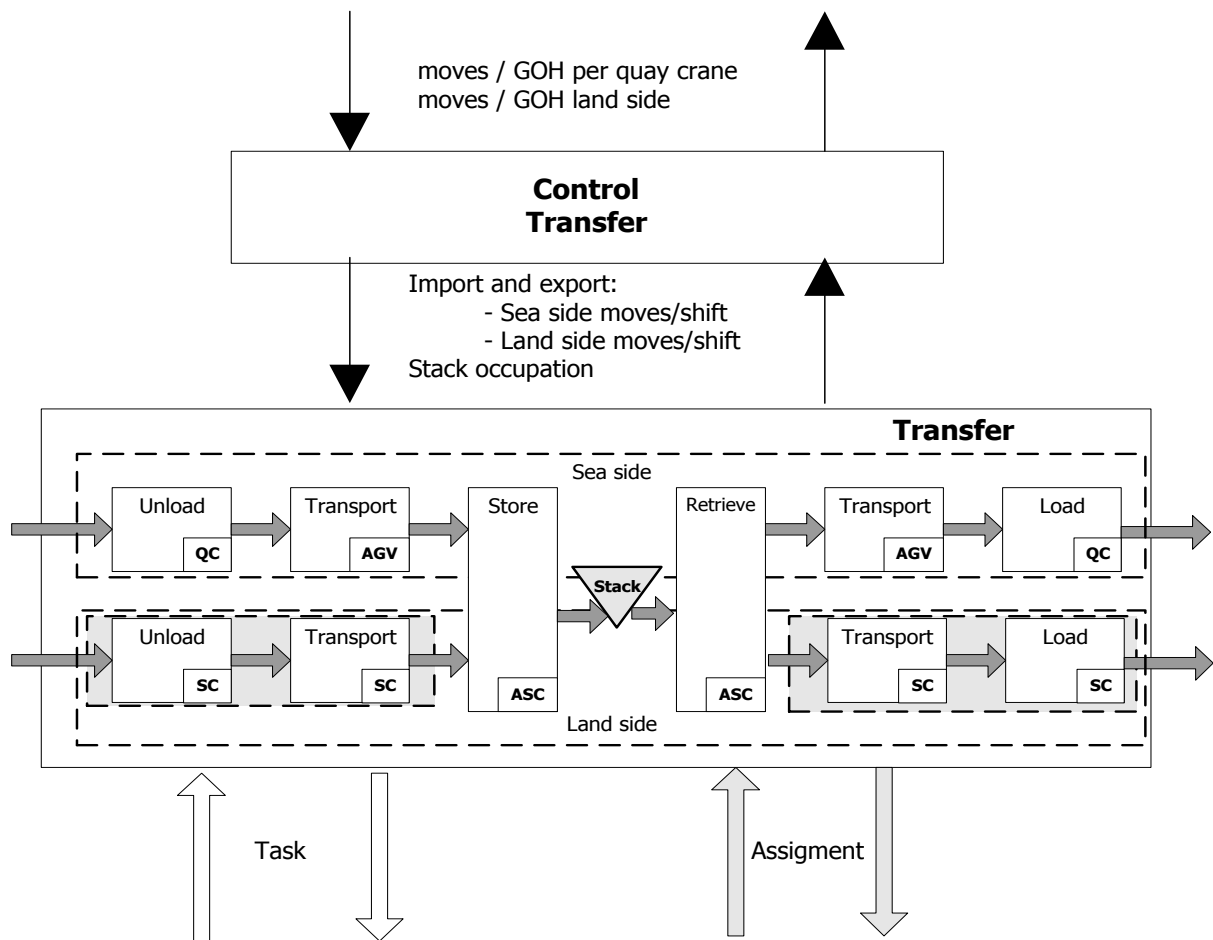 moves / GOH per quay crane
moves / GOH land side
Control
Transfer
Import and export:
- Sea side moves/shift
- Land side moves/shift
Stack occupation
Transfer
Sea side
Unload
QC
Transport
AGV
Store
Retrieve
Transport
AGV
Load
QC
Stack
Unload
SC
Transport
SC
ASC
ASC
Transport
SC
Load
SC
Land side
Task
Assigment